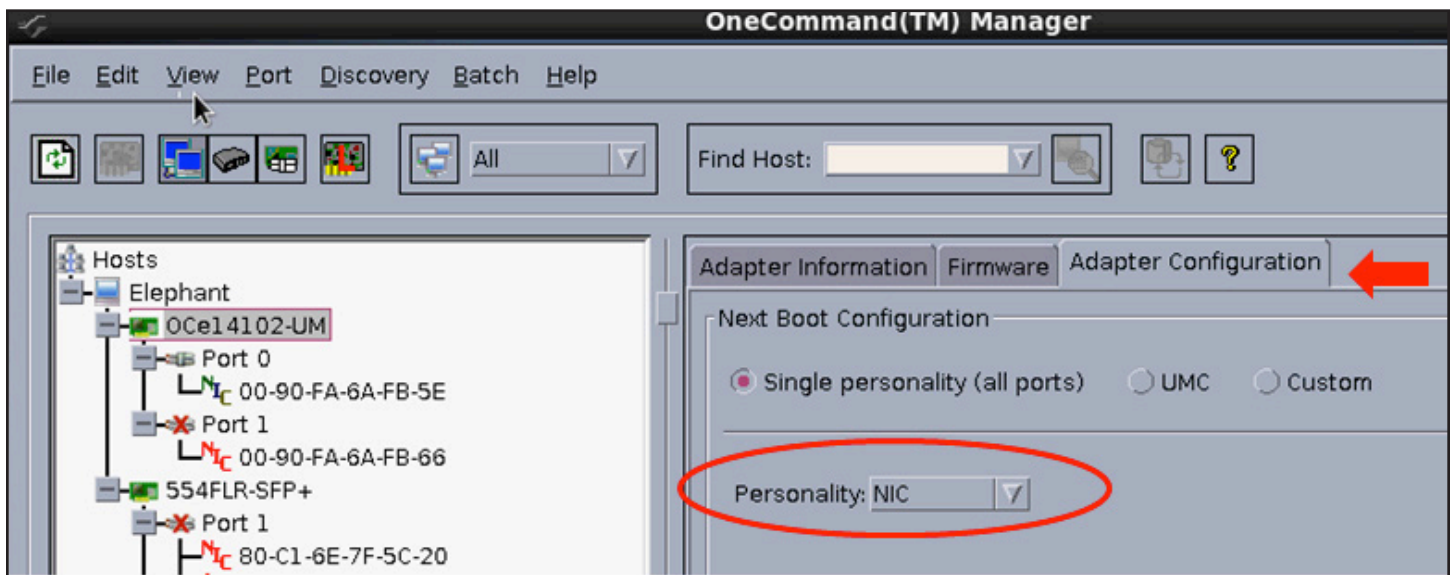 OneCommand(TM) Manager
File Edit View Port Discovery Batch Help
All
Find Host:
?
Hosts
Elephant
OCe14102-UM
Port 0
NIC 00-90-FA-6A-FB-5E
Port 1
NIC 00-90-FA-6A-FB-66
554FLR-SFP+
Port 1
NIC 80-C1-6E-7F-5C-20
Adapter Information Firmware Adapter Configuration
Next Boot Configuration
Single personality (all ports) UMC Custom
Personality: NIC